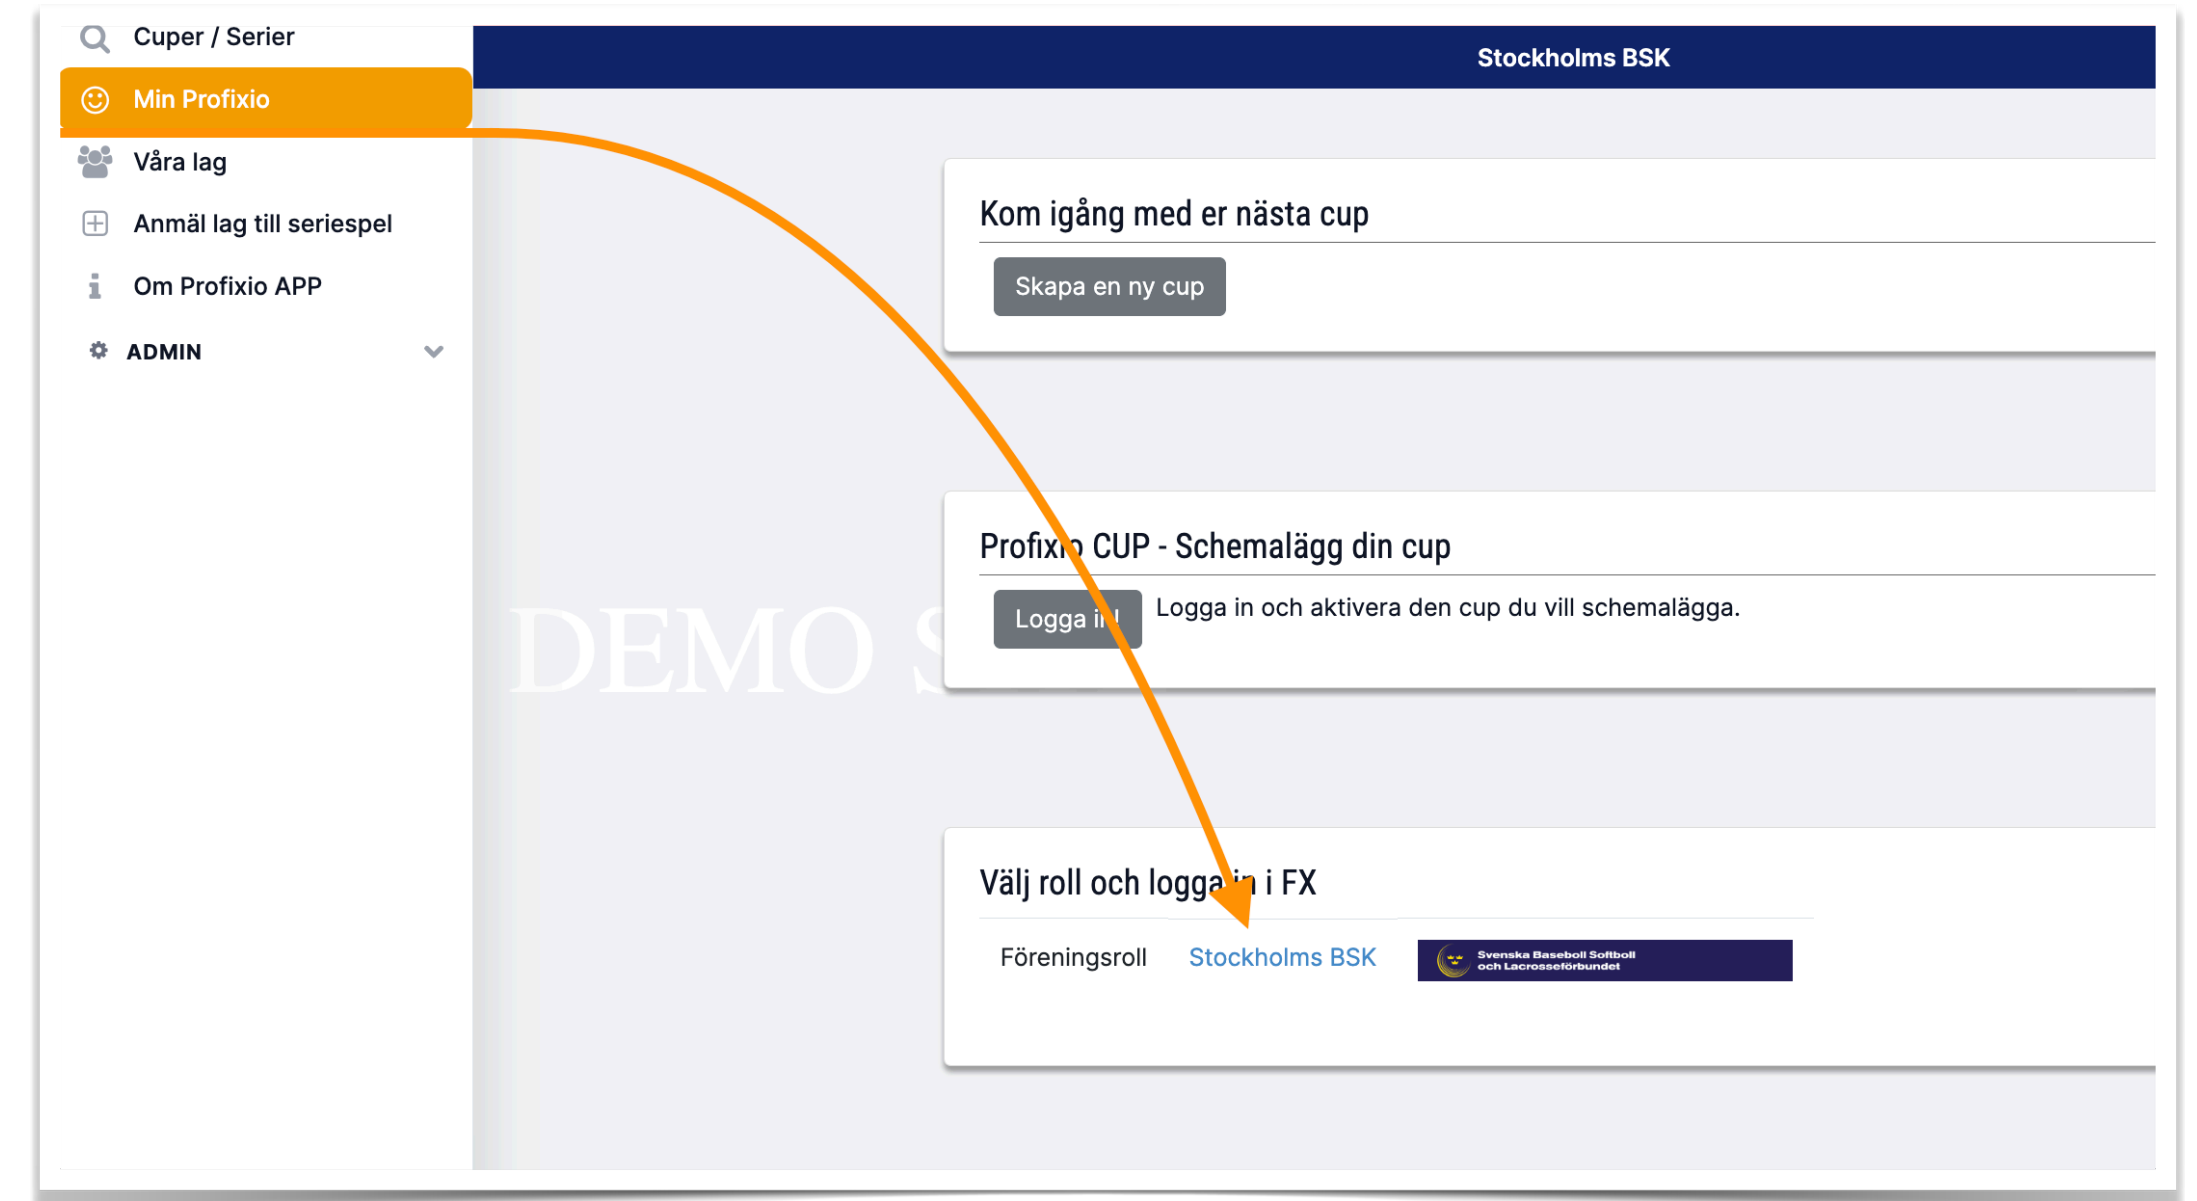 Cuper / Serier
Min Profixio
Våra lag
Anmäl lag till seriespel
Om Profixio APP
ADMIN
Stockholms BSK
Kom igång med er nästa cup
Skapa en ny cup
Profixio CUP - Schemalägg din cup
Logga in! Logga in och aktivera den cup du vill schemalägga.
DEMO S
Välj roll och logga in i FX
Föreningsroll Stockholms BSK
Svenska Baseboll Softboll
och Lacrosseförbundet